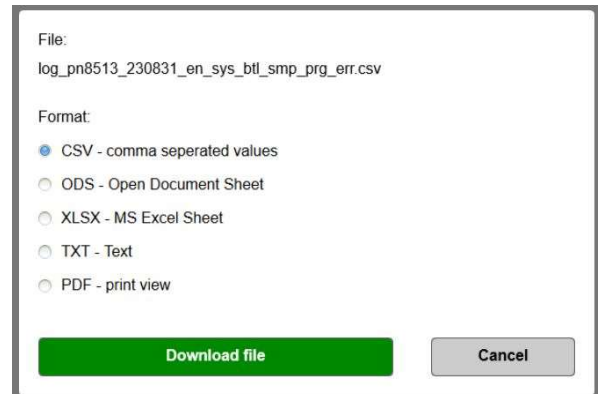 File:
log_pn8513_230831_en_sys_btl_smp_prg_err.csv
Format:
CSV - comma seperated values
ODS - Open Document Sheet
XLSX - MS Excel Sheet
TXT - Text
PDF - print view
Download file
Cancel